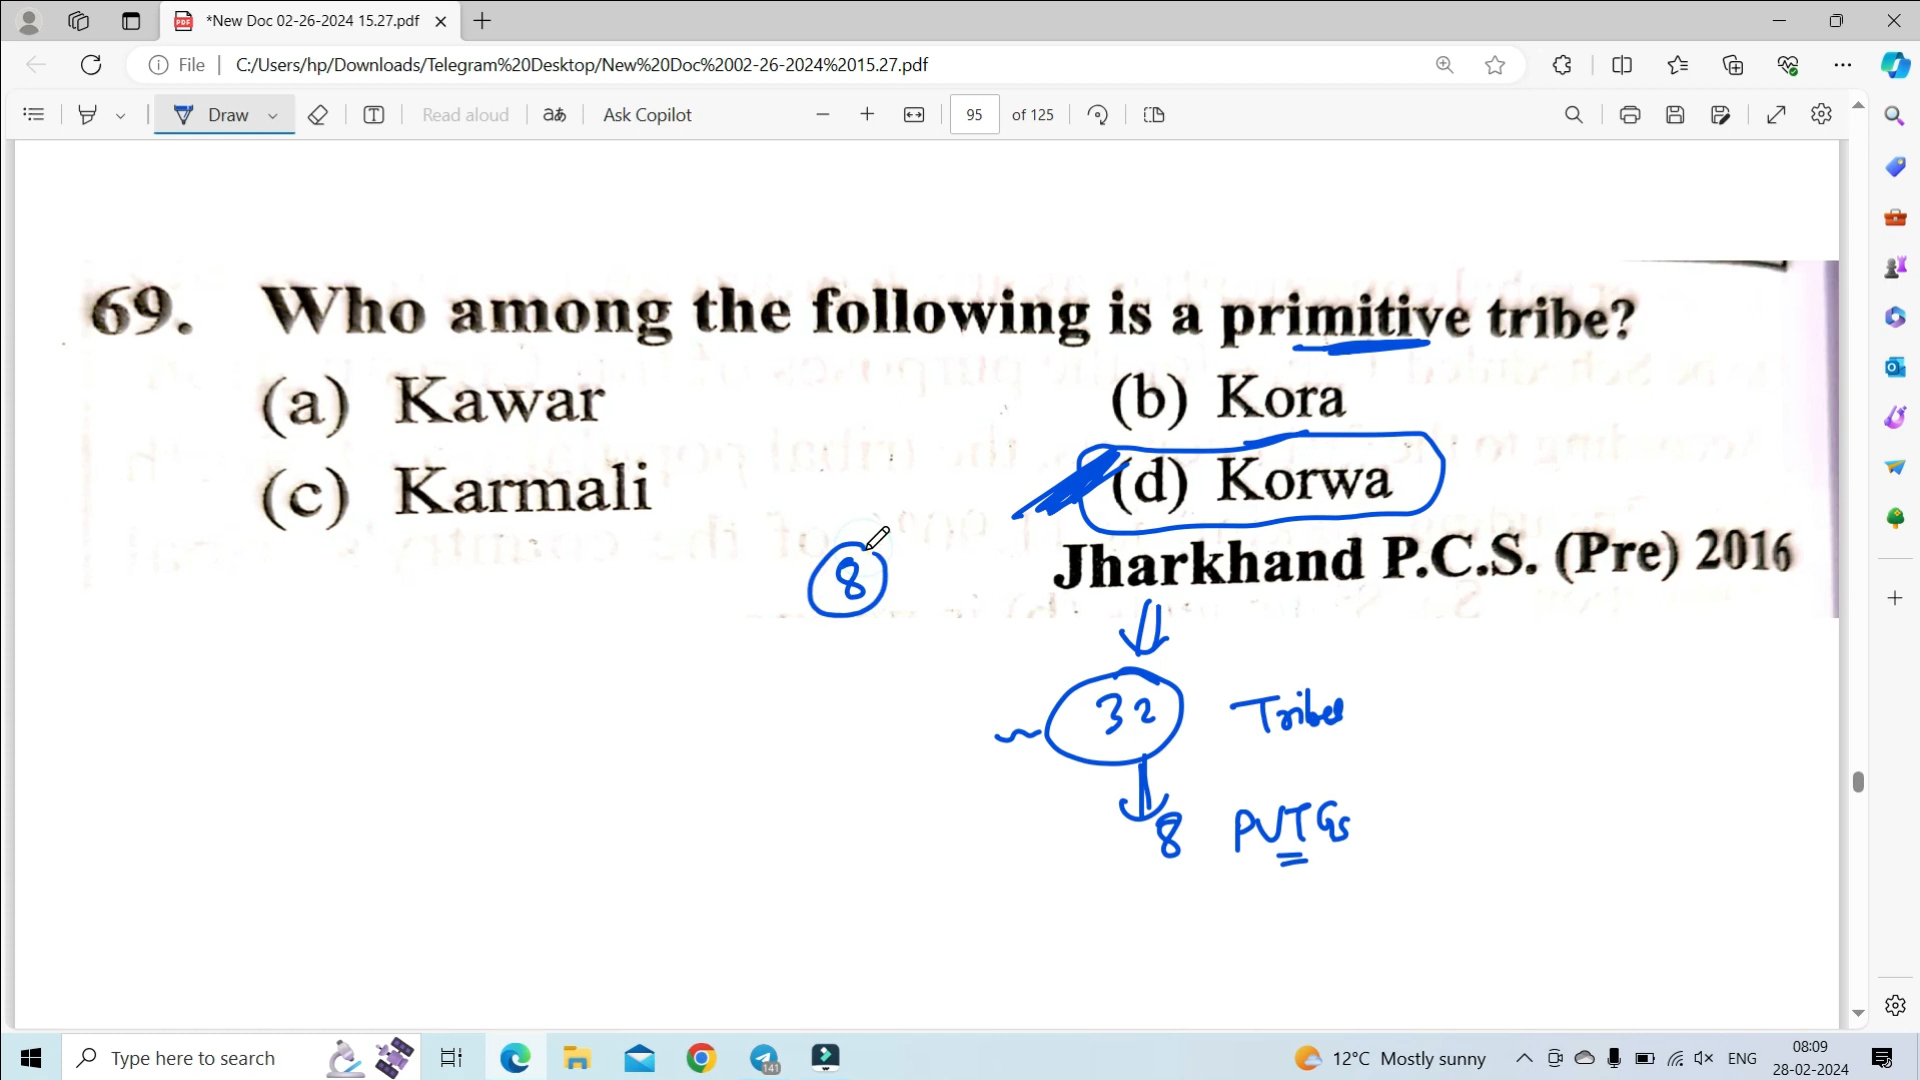 *New Doc 02-26-2024 15.27.pdf
File C:/Users/hp/Downloads/Telegram%20Desktop/New%20Doc%2002-26-2024%2015.27.pdf
Draw Read aloud aあ Ask Copilot 95 of 125
69. Who among the following is a primitive tribe?
(a) Kawar (b) Kora
(c) Karmali (d) Korwa
Jharkhand P.C.S. (Pre) 2016
8
32 Tribes
8 PVTGs
Type here to search 141 12°C Mostly sunny ENG 08:09
28-02-2024